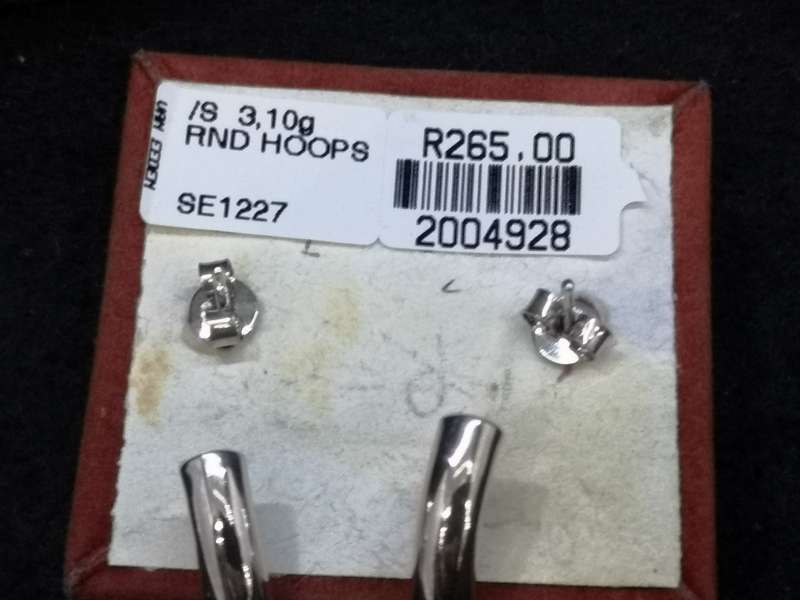 /S 3,10g
RND HOOPS
SE1227
R265.00
2004928